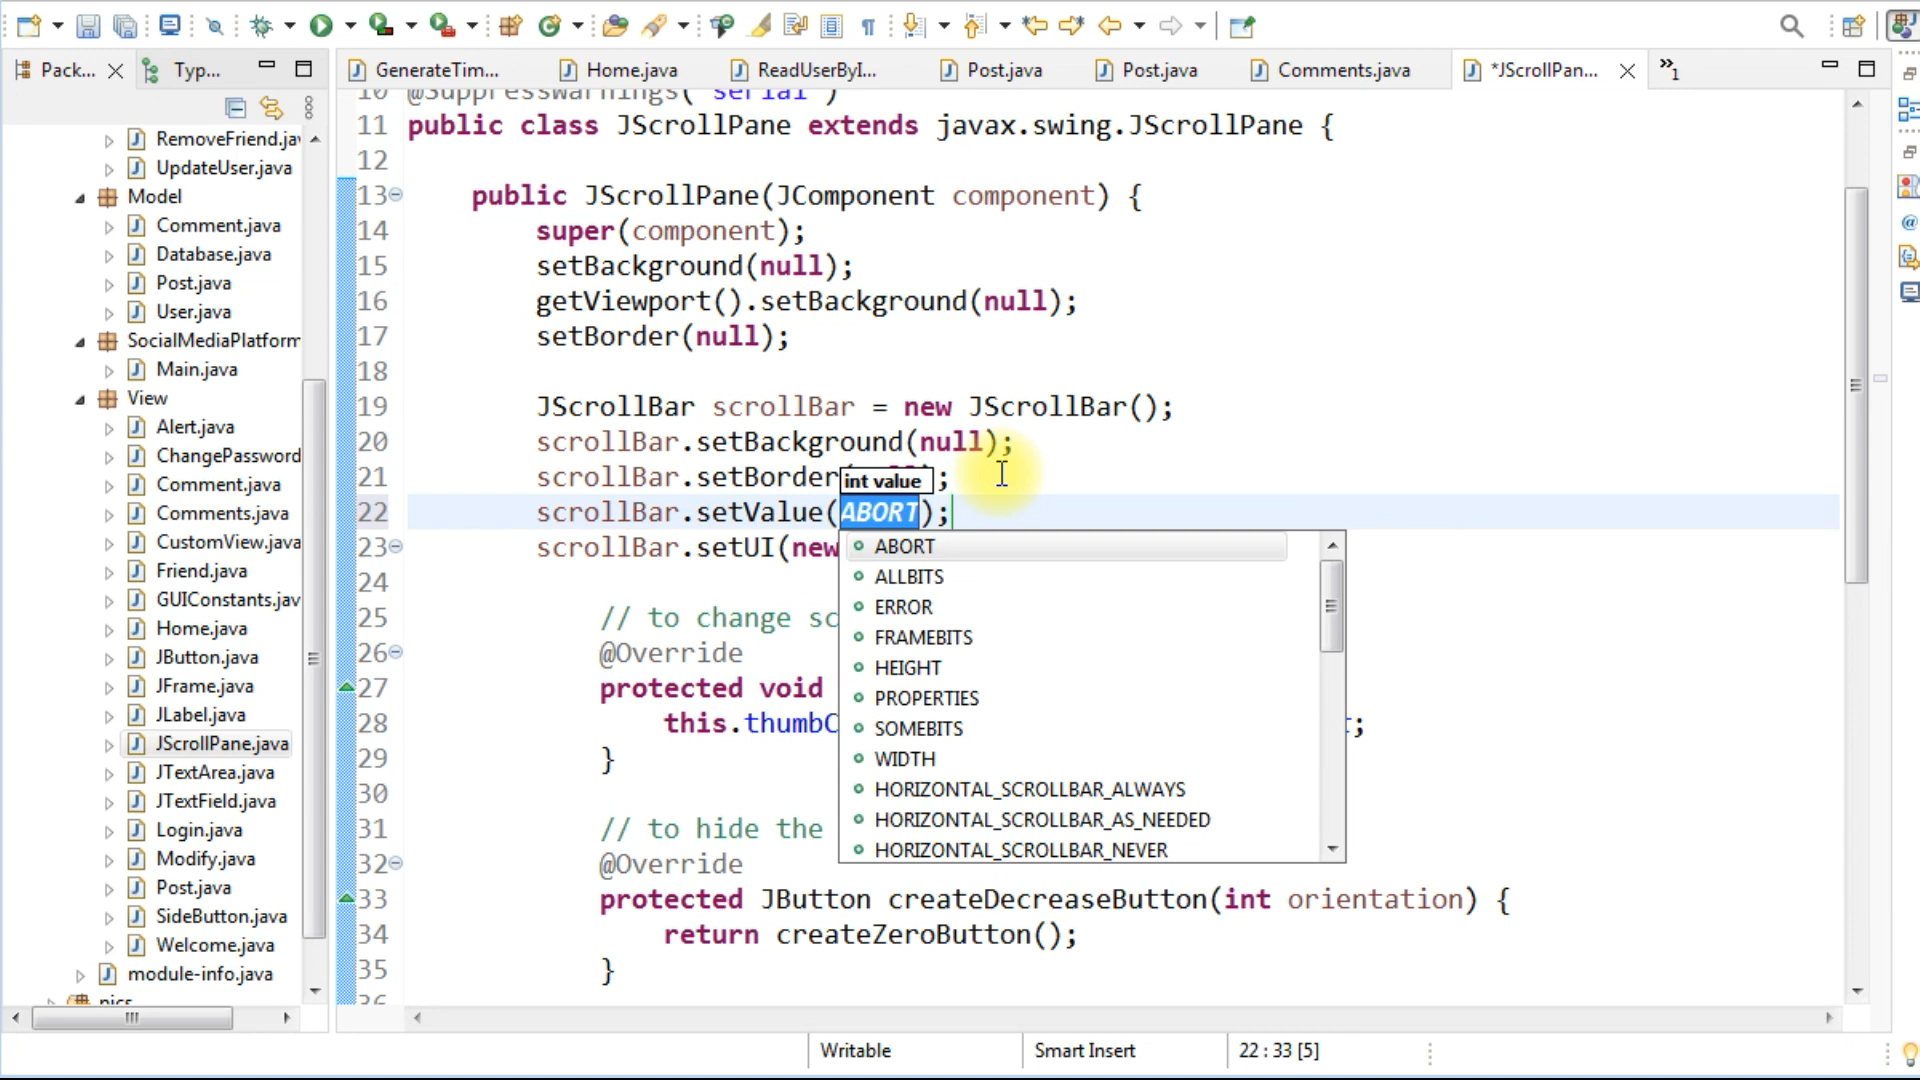 Pack...
Typ...
GenerateTim...
Home.java
ReadUserByI...
Post.java
Post.java
Comments.java
*JScrollPan...
»1
RemoveFriend.jav
UpdateUser.java
Model
Comment.java
Database.java
Post.java
User.java
SocialMediaPlatform
Main.java
View
Alert.java
ChangePassword
Comment.java
Comments.java
CustomView.java
Friend.java
GUIConstants.jav
Home.java
JButton.java
JFrame.java
JLabel.java
JScrollPane.java
JTextArea.java
JTextField.java
Login.java
Modify.java
Post.java
SideButton.java
Welcome.java
module-info.java
pics
10 @SuppressWarnings("serial")
11 public class JScrollPane extends javax.swing.JScrollPane {
12
13 public JScrollPane(JComponent component) {
14 super(component);
15 setBackground(null);
16 getViewport().setBackground(null);
17 setBorder(null);
18
19 JScrollBar scrollBar = new JScrollBar();
20 scrollBar.setBackground(null);
21 scrollBar.setBorder ;
int value
22 scrollBar.setValue(ABORT);
23 scrollBar.setUI(new
24
25 // to change sc
26 @Override
27 protected void
28 this.thumbC ;
29 }
30
31 // to hide the
32 @Override
33 protected JButton createDecreaseButton(int orientation) {
34 return createZeroButton();
35 }
36
ABORT
ALLBITS
ERROR
FRAMEBITS
HEIGHT
PROPERTIES
SOMEBITS
WIDTH
HORIZONTAL_SCROLLBAR_ALWAYS
HORIZONTAL_SCROLLBAR_AS_NEEDED
HORIZONTAL_SCROLLBAR_NEVER
Writable
Smart Insert
22 : 33 [5]